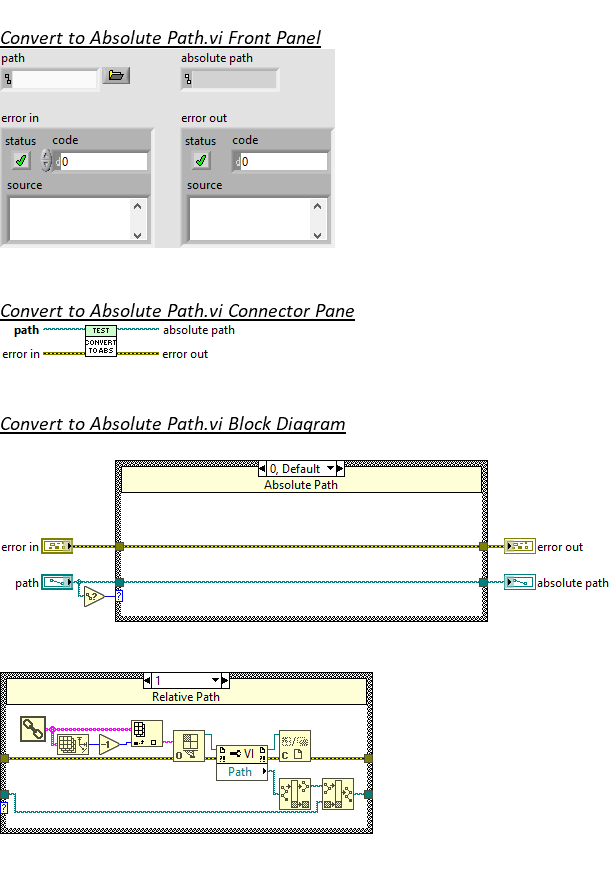 Convert to Absolute Path.vi Front Panel
path
absolute path
error in
error out
status code
0
status code
0
source
source
Convert to Absolute Path.vi Connector Pane
path
TEST
absolute path
error in
CONVERT
TO ABS
error out
Convert to Absolute Path.vi Block Diagram
0, Default
Absolute Path
error in
error out
path
?
?
absolute path
1
Relative Path
-1
O
VI
C
Path
?